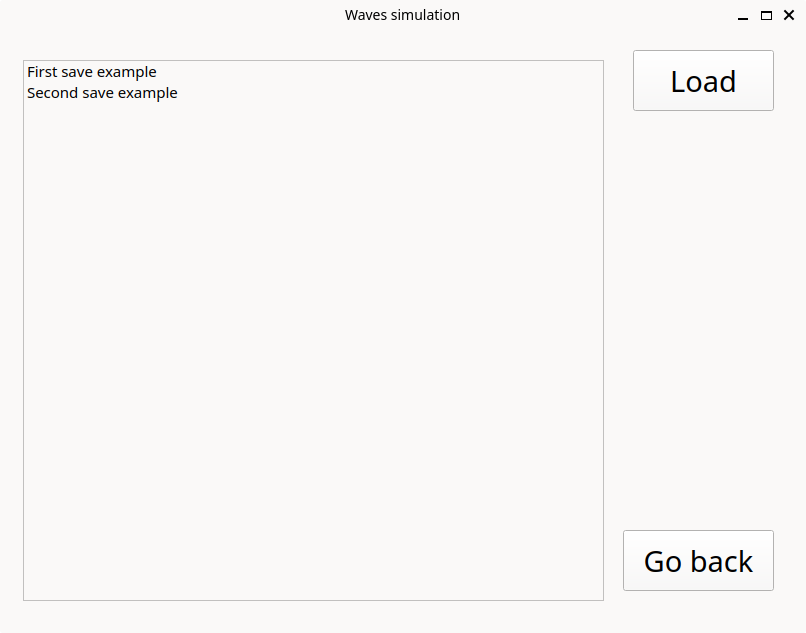 Waves simulation
First save example
Second save example
Load
Go back